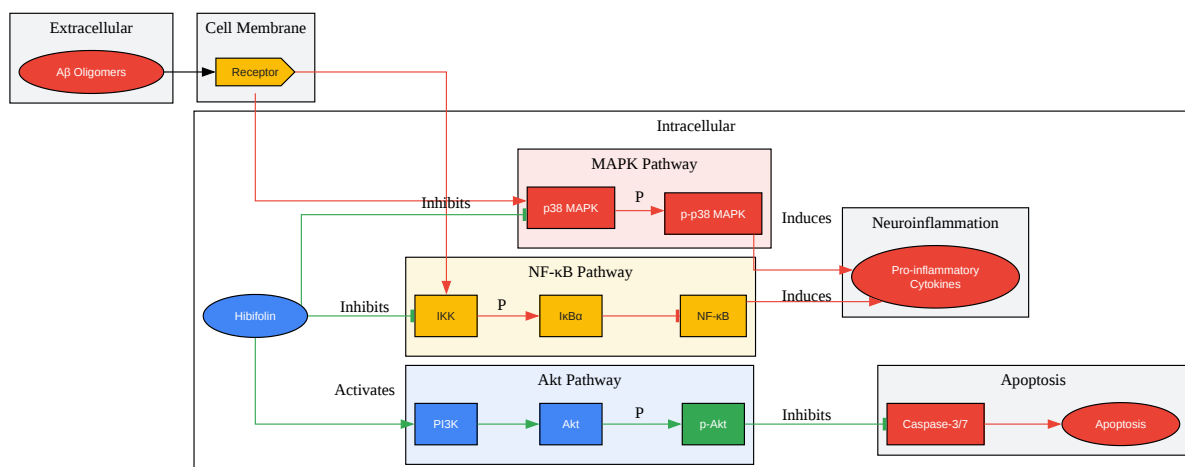 Extracellular
Cell Membrane
Aβ Oligomers
Receptor
Intracellular
MAPK Pathway
p38 MAPK
P
p-p38 MAPK
Inhibits
Induces
Neuroinflammation
Pro-inflammatory
Cytokines
NF-κB Pathway
Hibifolin
Inhibits
IKK
P
IκBα
NF-κB
Induces
Akt Pathway
Activates
PI3K
Akt
P
p-Akt
Inhibits
Apoptosis
Caspase-3/7
Apoptosis